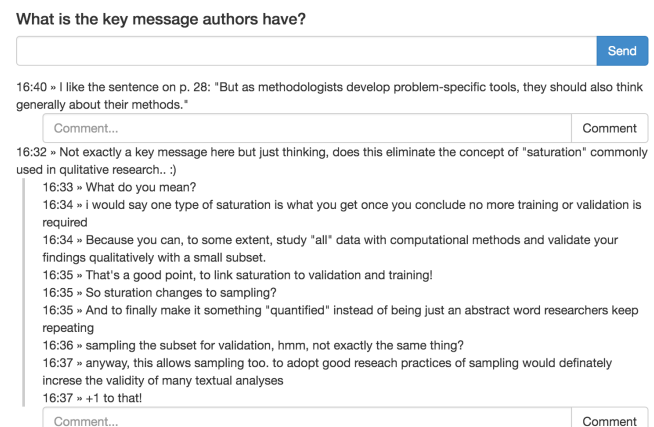 What is the key message authors have?
Send
16:40 » I like the sentence on p. 28: "But as methodologists develop problem-specific tools, they should also think
generally about their methods."
Comment... Comment
16:32 » Not exactly a key message here but just thinking, does this eliminate the concept of "saturation" commonly
used in qulitative research.. :)
16:33 » What do you mean?
16:34 » i would say one type of saturation is what you get once you conclude no more training or validation is
required
16:34 » Because you can, to some extent, study "all" data with computational methods and validate your
findings qualitatively with a small subset.
16:35 » That's a good point, to link saturation to validation and training!
16:35 » So sturation changes to sampling?
16:35 » And to finally make it something "quantified" instead of being just an abstract word researchers keep
repeating
16:36 » sampling the subset for validation, hmm, not exactly the same thing?
16:37 » anyway, this allows sampling too. to adopt good reseach practices of sampling would definately
increse the validity of many textual analyses
16:37 » +1 to that!
Comment... Comment